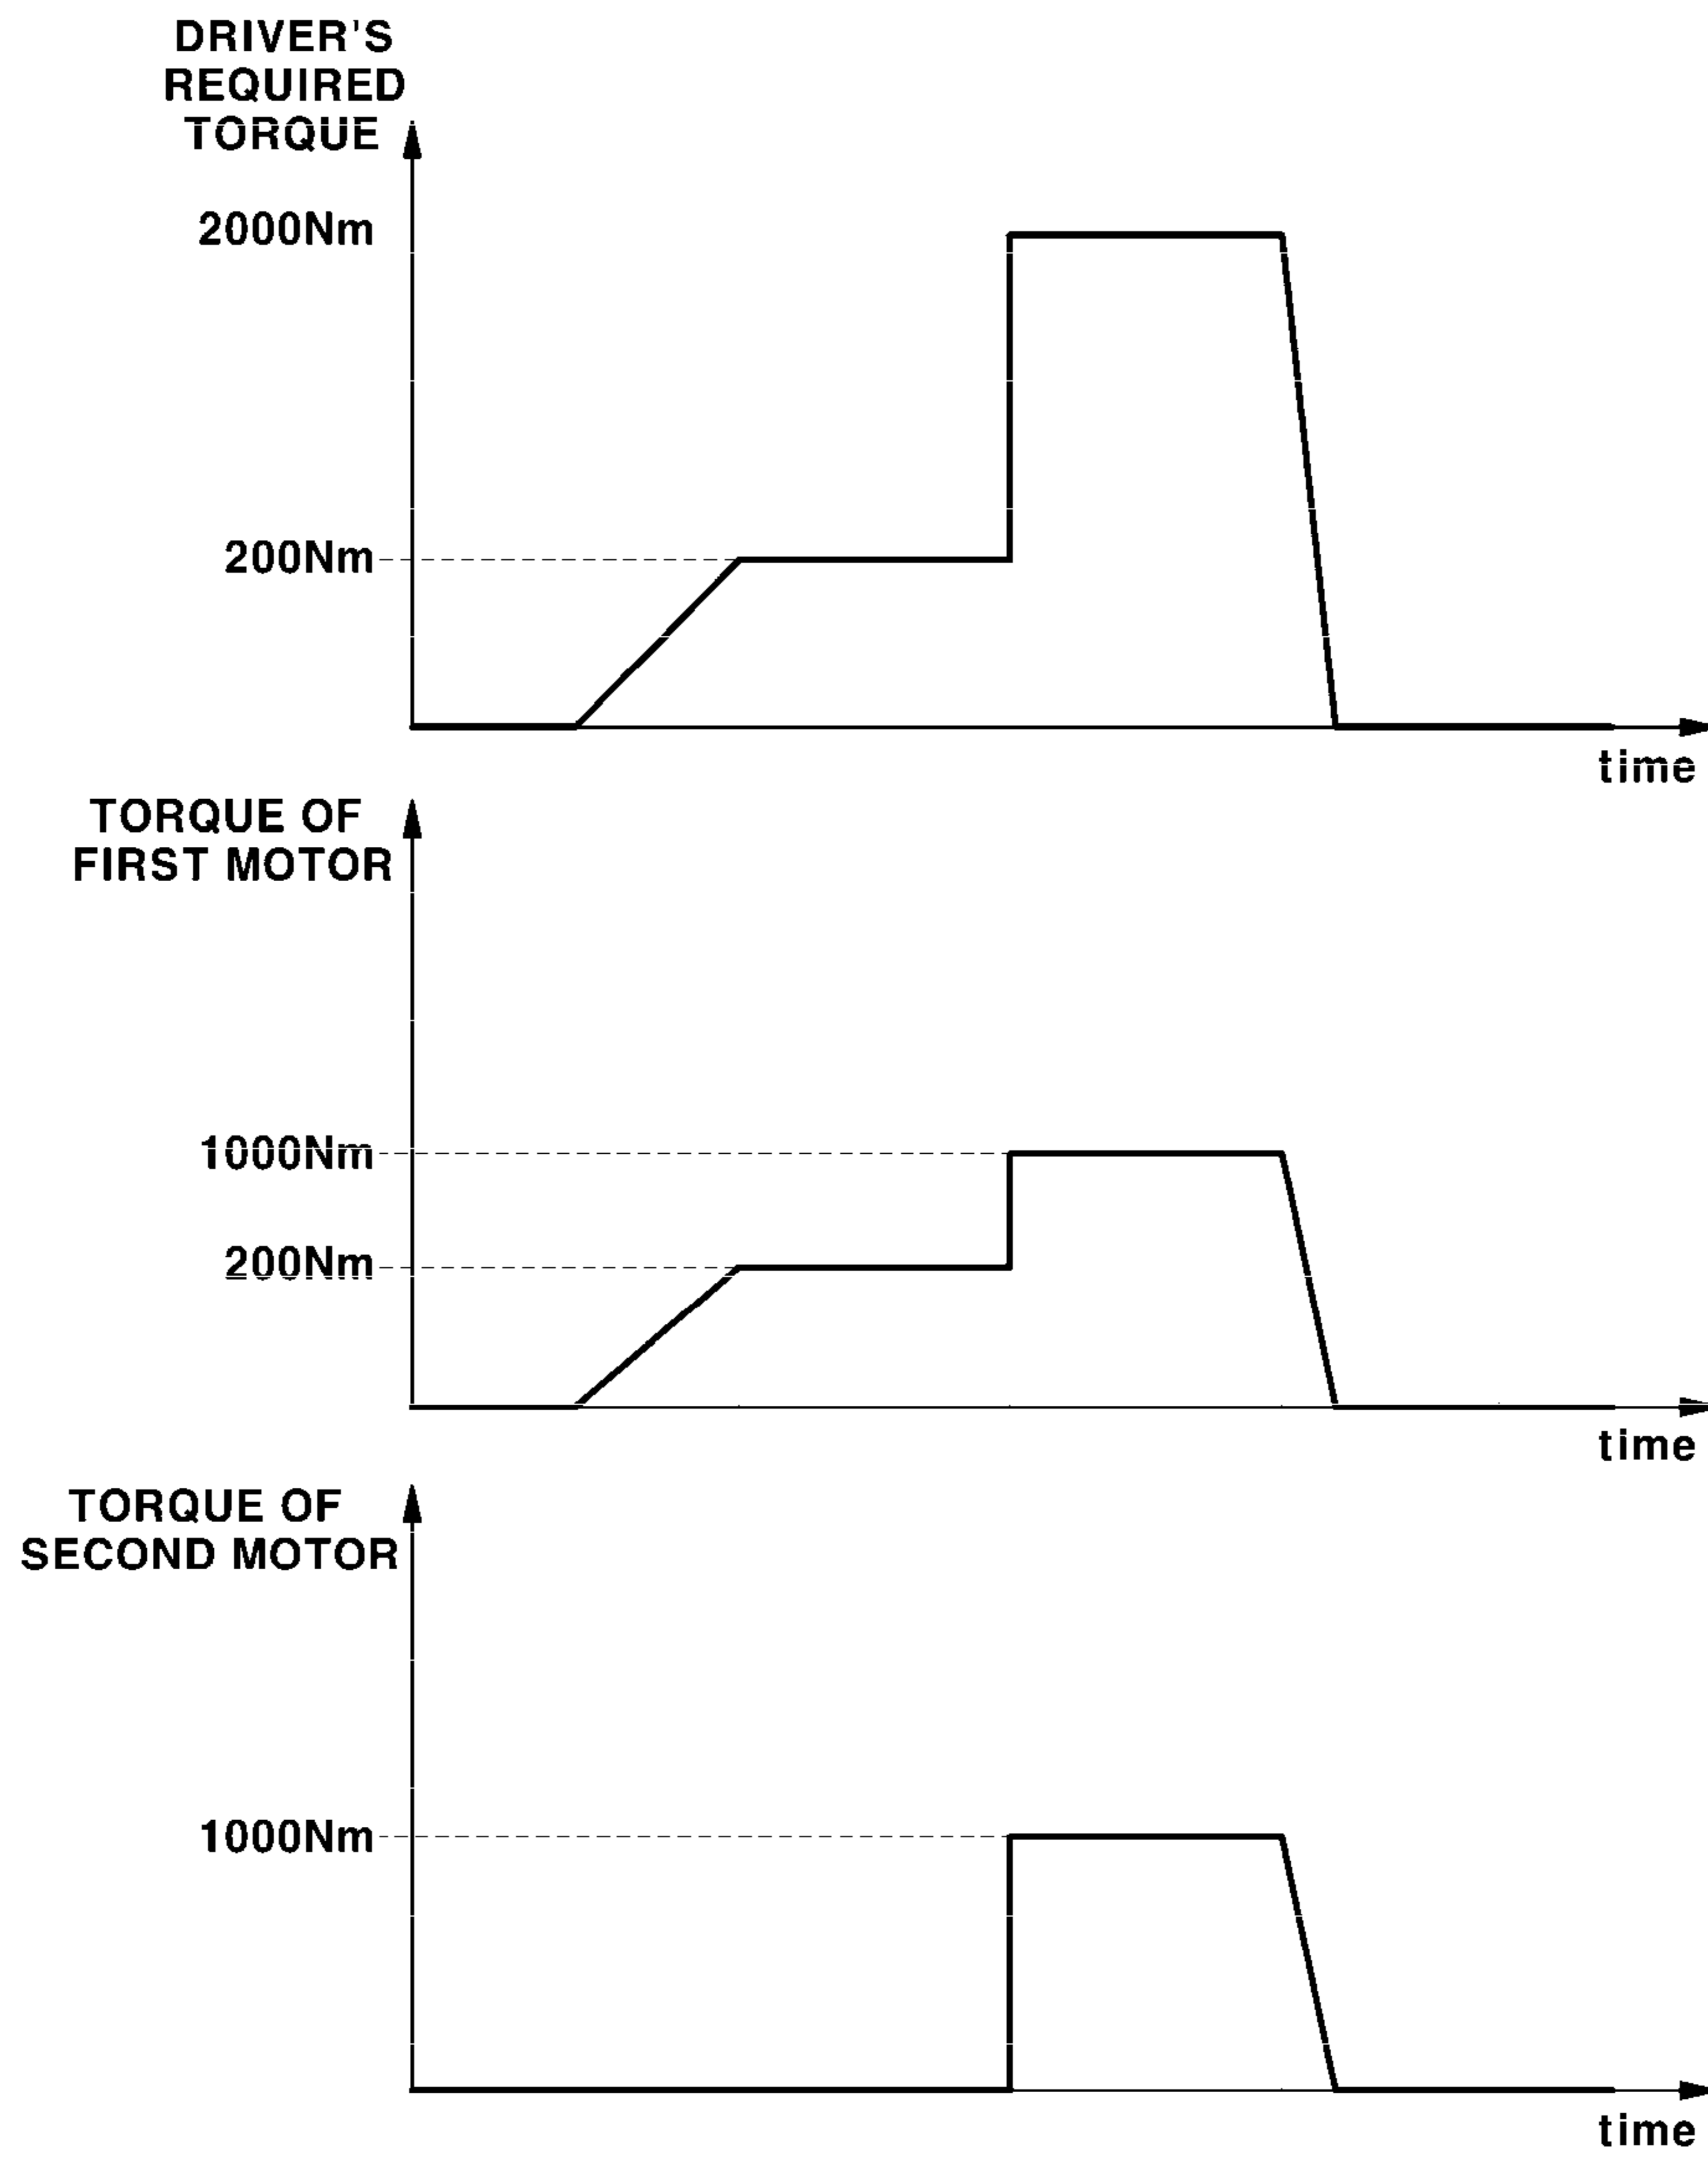 DRIVER'S
REQUIRED
TORQUE
2000Nm
200Nm
time
TORQUE OF
FIRST MOTOR
1000Nm
200Nm
time
TORQUE OF
SECOND MOTOR
1000Nm
time